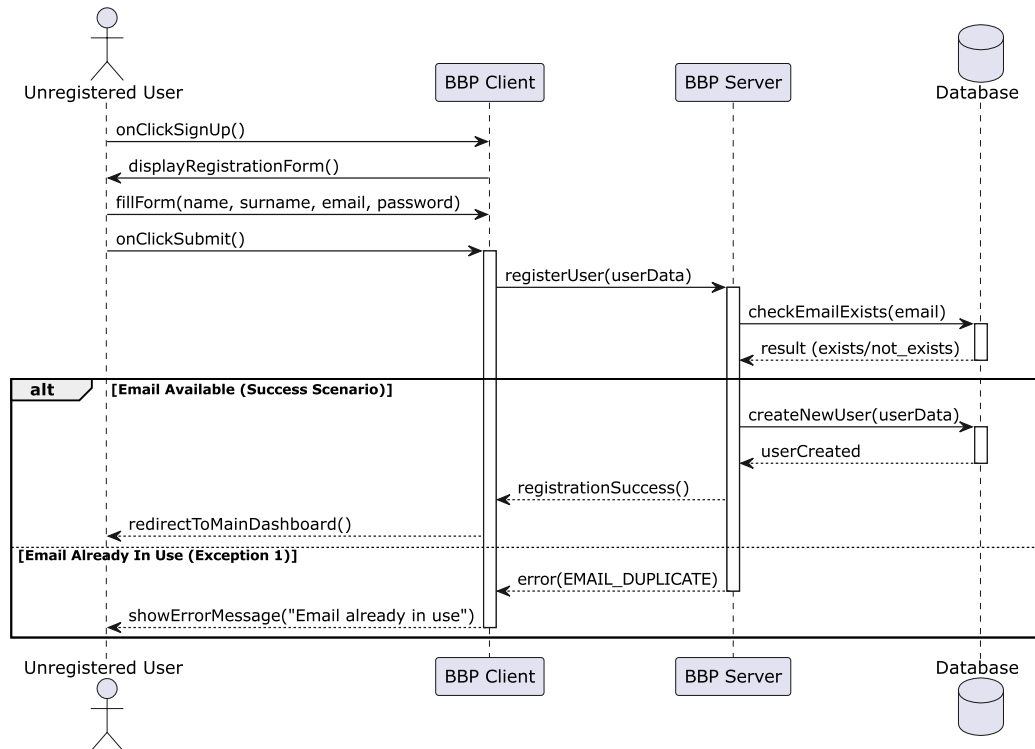 Unregistered User
BBP Client
BBP Server
Database
onClickSignUp()
displayRegistrationForm()
fillForm(name, surname, email, password)
onClickSubmit()
registerUser(userData)
checkEmailExists(email)
result (exists/not_exists)
alt
[Email Available (Success Scenario)]
createNewUser(userData)
userCreated
registrationSuccess()
redirectToMainDashboard()
[Email Already In Use (Exception 1)]
error(EMAIL_DUPLICATE)
showErrorMessage("Email already in use")
Unregistered User
BBP Client
BBP Server
Database